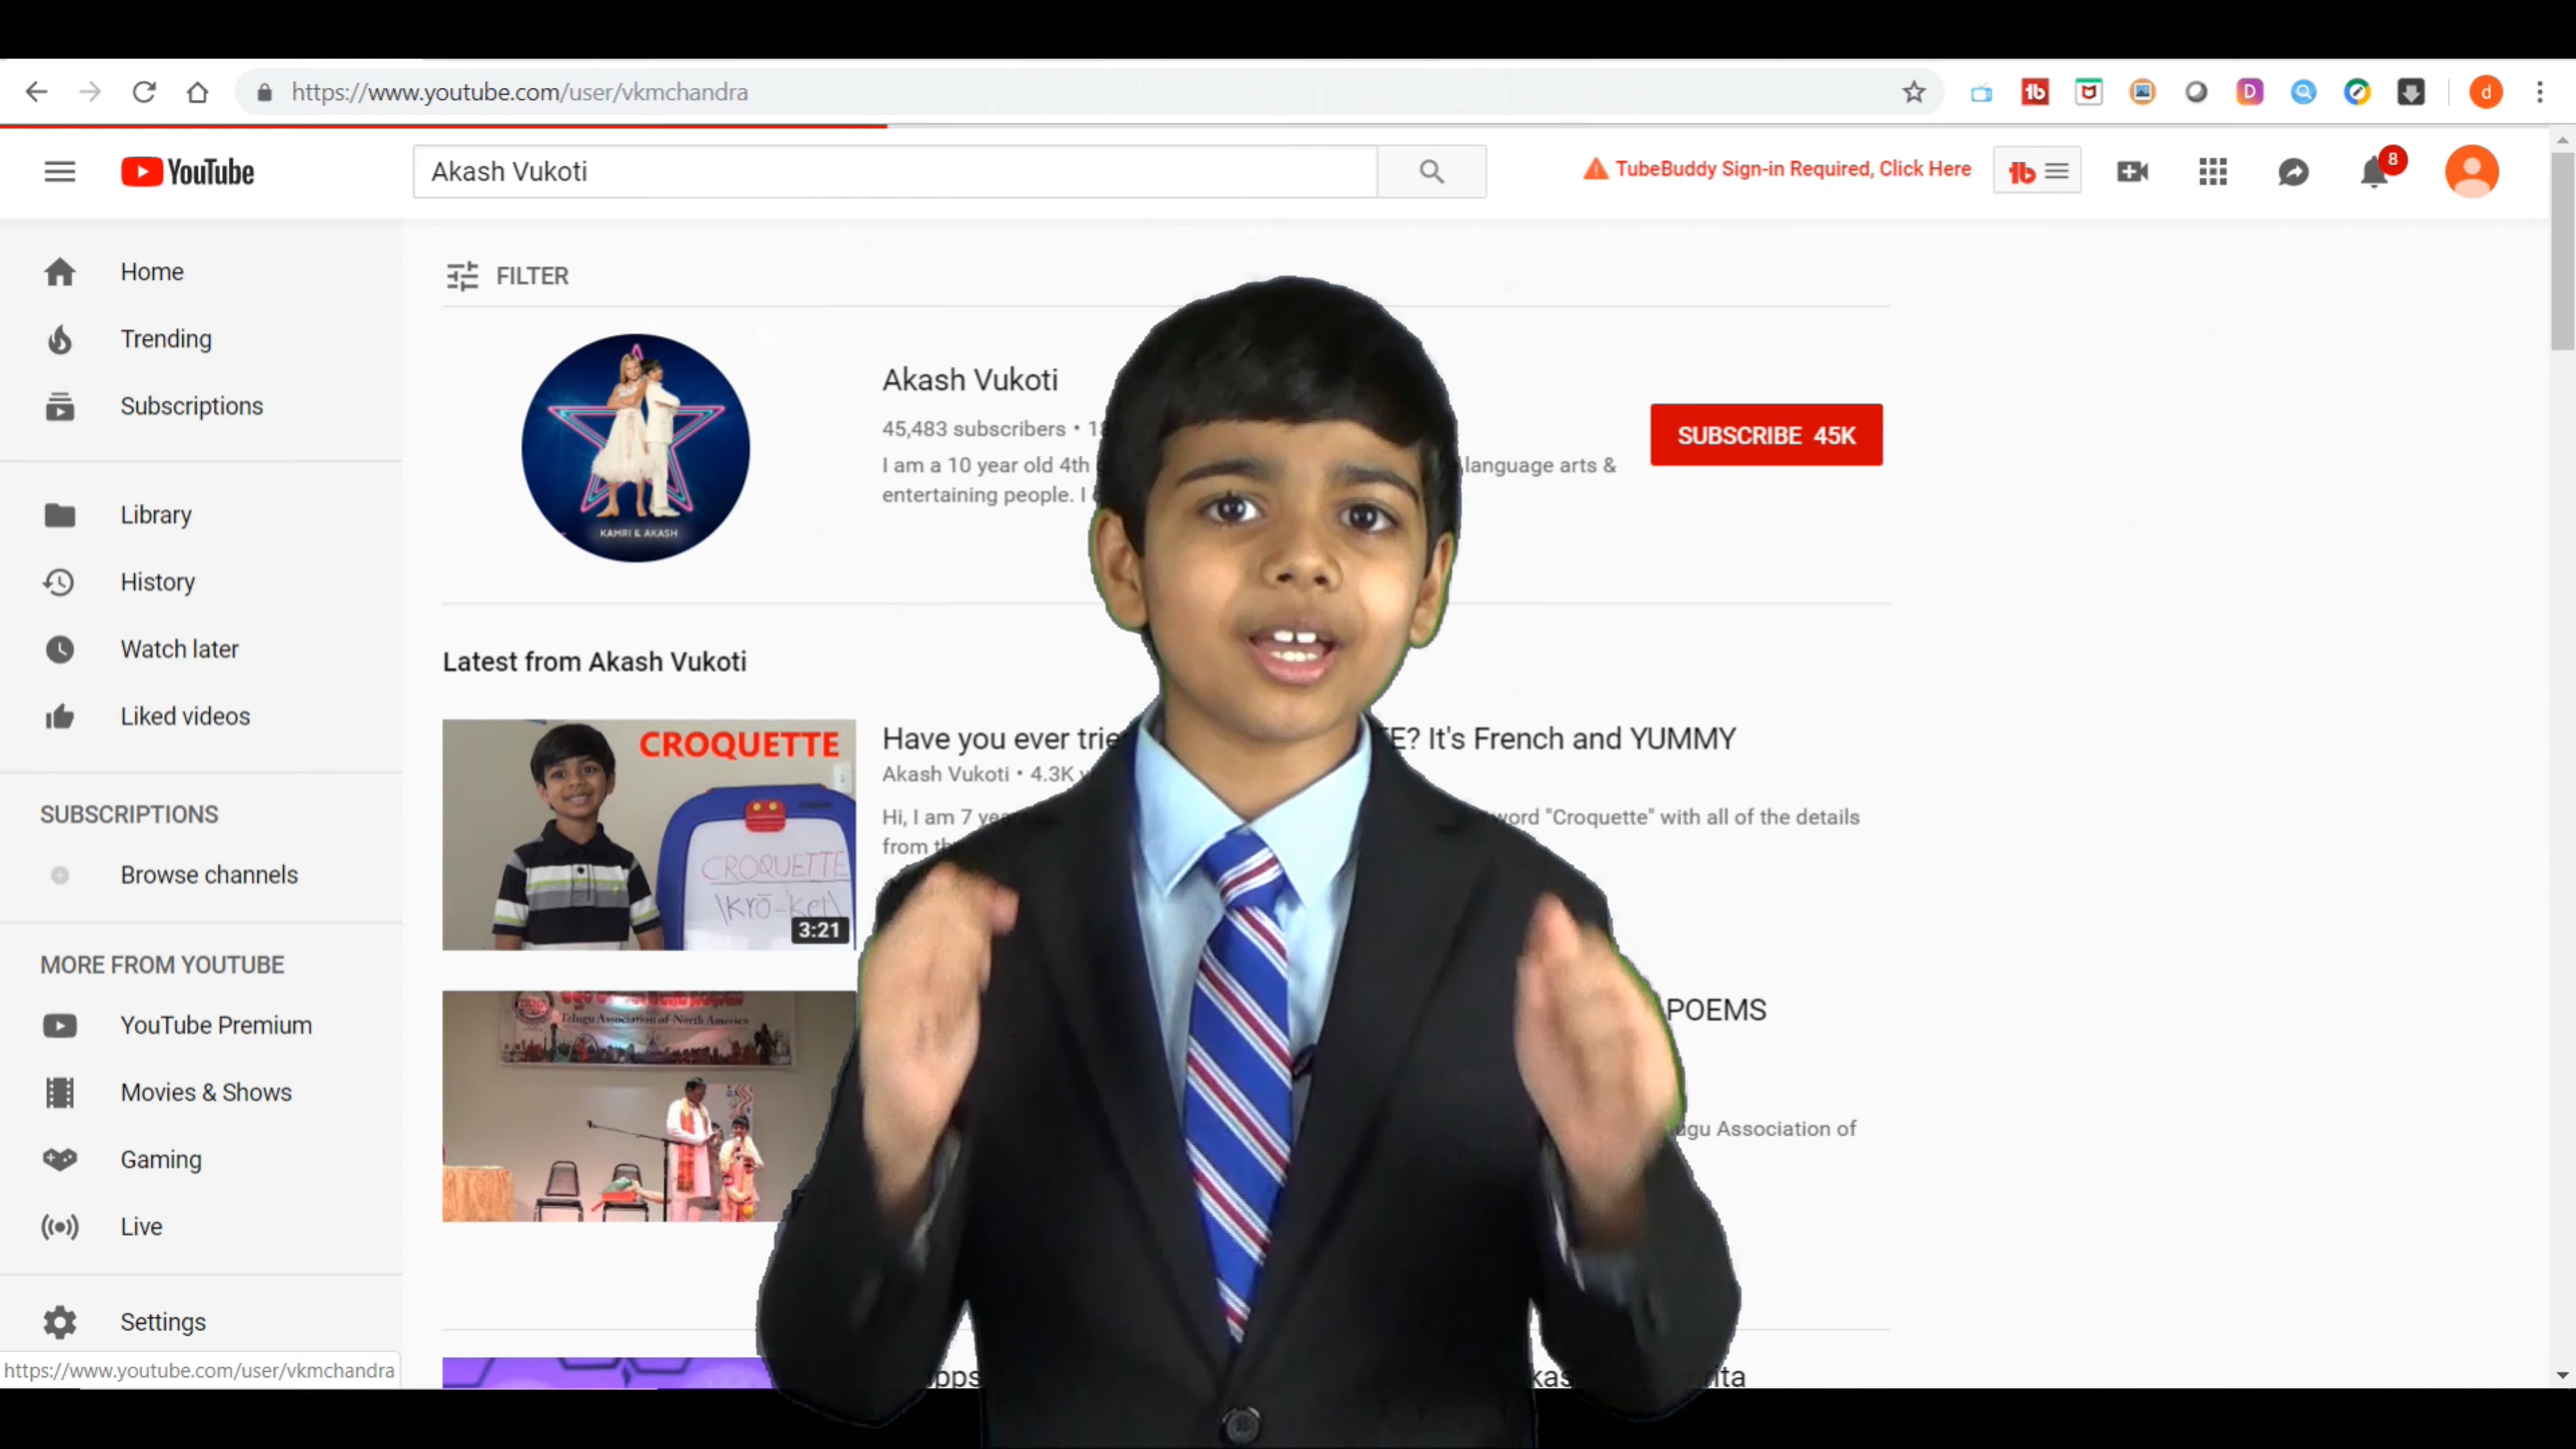 https://www.youtube.com/user/vkmchandra
YouTube
Akash Vukoti
TubeBuddy Sign-in Required, Click Here
8
d
Home
Trending
Subscriptions
Library
History
Watch later
Liked videos
SUBSCRIPTIONS
Browse channels
MORE FROM YOUTUBE
YouTube Premium
Movies & Shows
Gaming
Live
Settings
https://www.youtube.com/user/vkmchandra
FILTER
KAMRI & AKASH
Akash Vukoti
45,483 subscribers •
I am a 10 year old 4th language arts &
entertaining people. I
SUBSCRIBE 45K
Latest from Akash Vukoti
CROQUETTE
CROQUETTE
\krō-'ket\
3:21
Have you ever It's French and YUMMY
Akash Vukoti • 4.3K
Hi, I am 7 word "Croquette" with all of the details
from
Telugu Association of North America
POEMS
Association of